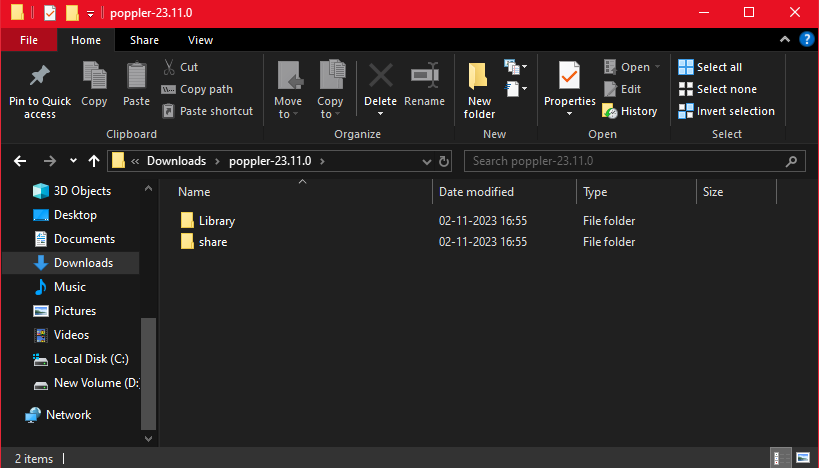 poppler-23.11.0
File Home Share View
Pin to Quick access
Copy
Paste
Cut
Copy path
Paste shortcut
Clipboard
Move to
Copy to
Delete
Rename
Organize
New folder
New
Properties
Open
Edit
History
Open
Select all
Select none
Invert selection
Select
« Downloads › poppler-23.11.0 ›
Search poppler-23.11.0
3D Objects
Desktop
Documents
Downloads
Music
Pictures
Videos
Local Disk (C:)
New Volume (D:
Network
Name Date modified Type Size
Library 02-11-2023 16:55 File folder
share 02-11-2023 16:55 File folder
2 items